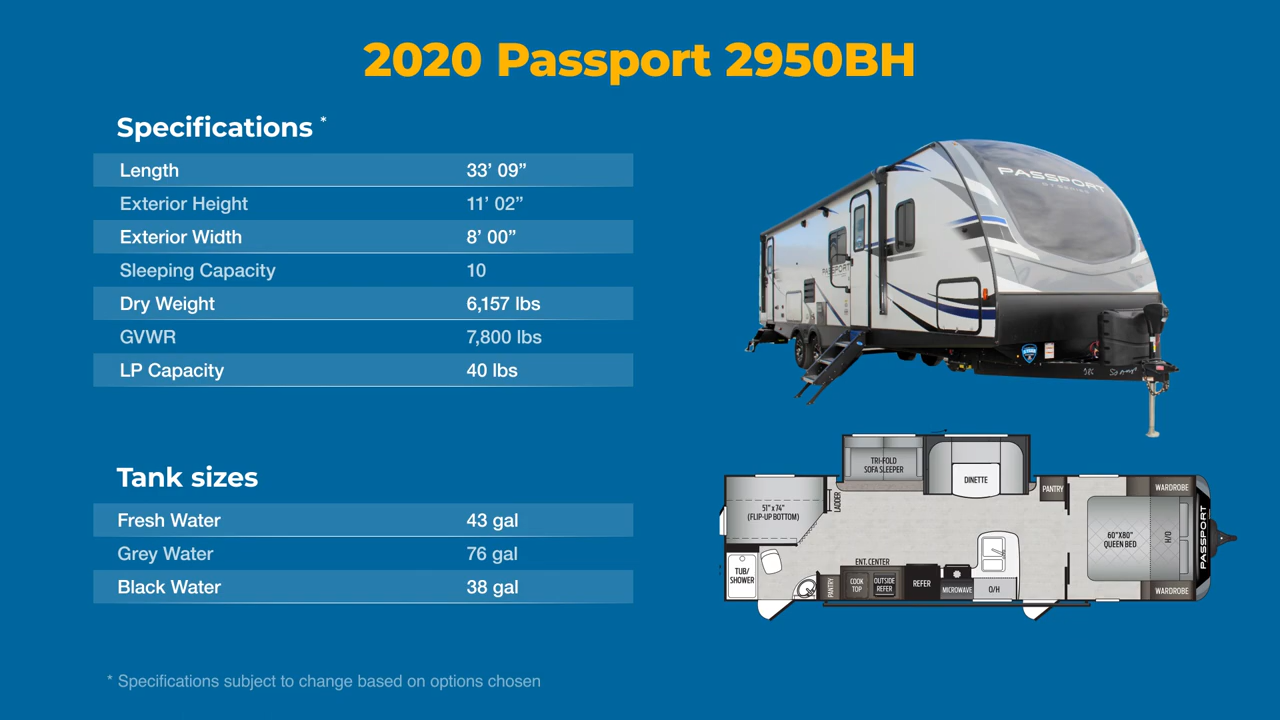 2020 Passport 2950BH
Specifications *
Length 33’ 09”
Exterior Height 11’ 02”
Exterior Width 8’ 00”
Sleeping Capacity 10
Dry Weight 6,157 lbs
GVWR 7,800 lbs
LP Capacity 40 lbs
Tank sizes
Fresh Water 43 gal
Grey Water 76 gal
Black Water 38 gal
* Specifications subject to change based on options chosen
PASSPORT
PASSPORT
TRI-FOLD
SOFA SLEEPER
DINETTE
PANTRY
WARDROBE
LADDER
51" x 74"
(FLIP-UP BOTTOM)
60"X80"
QUEEN BED
H/D
PASSPORT
ENT. CENTER
TUB/
SHOWER
PANTRY
COOK
TOP
OUTSIDE
REFER
REFER
MICROWAVE
O/H
WARDROBE